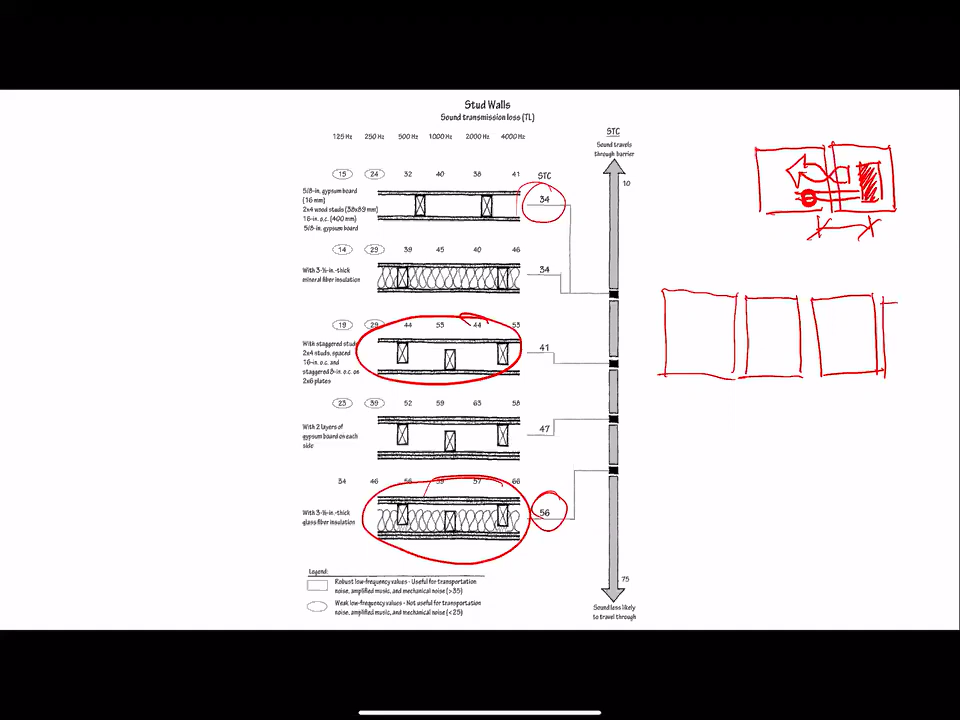 Stud Walls
Sound transmission loss (TL)
125 Hz 250 Hz 500 Hz 1000 Hz 2000 Hz 4000 Hz
STC
Sound travels
through barrier
10
15 24 32 40 38 41
STC
34
5/8-in. gypsum board
(16 mm)
2x4 wood studs (38x89 mm)
16-in. o.c. (400 mm)
5/8-in. gypsum board
14 29 39 45 40 46
With 3-½-in.-thick
mineral fiber insulation
34
19 29 44 53 44 53
With staggered studs
2x4 studs, spaced
16-in. o.c. and
staggered 8-in. o.c. on
2x6 plates
41
23 39 52 59 63 58
With 2 layers of
gypsum board on each
side
47
34 46 57 66
With 3-½-in.-thick
glass fiber insulation
56
75
Sound less likely
to travel through
Legend:
Robust low-frequency values - Useful for transportation
noise, amplified music, and mechanical noise (>35)
Weak low-frequency values - Not useful for transportation
noise, amplified music, and mechanical noise (<25)